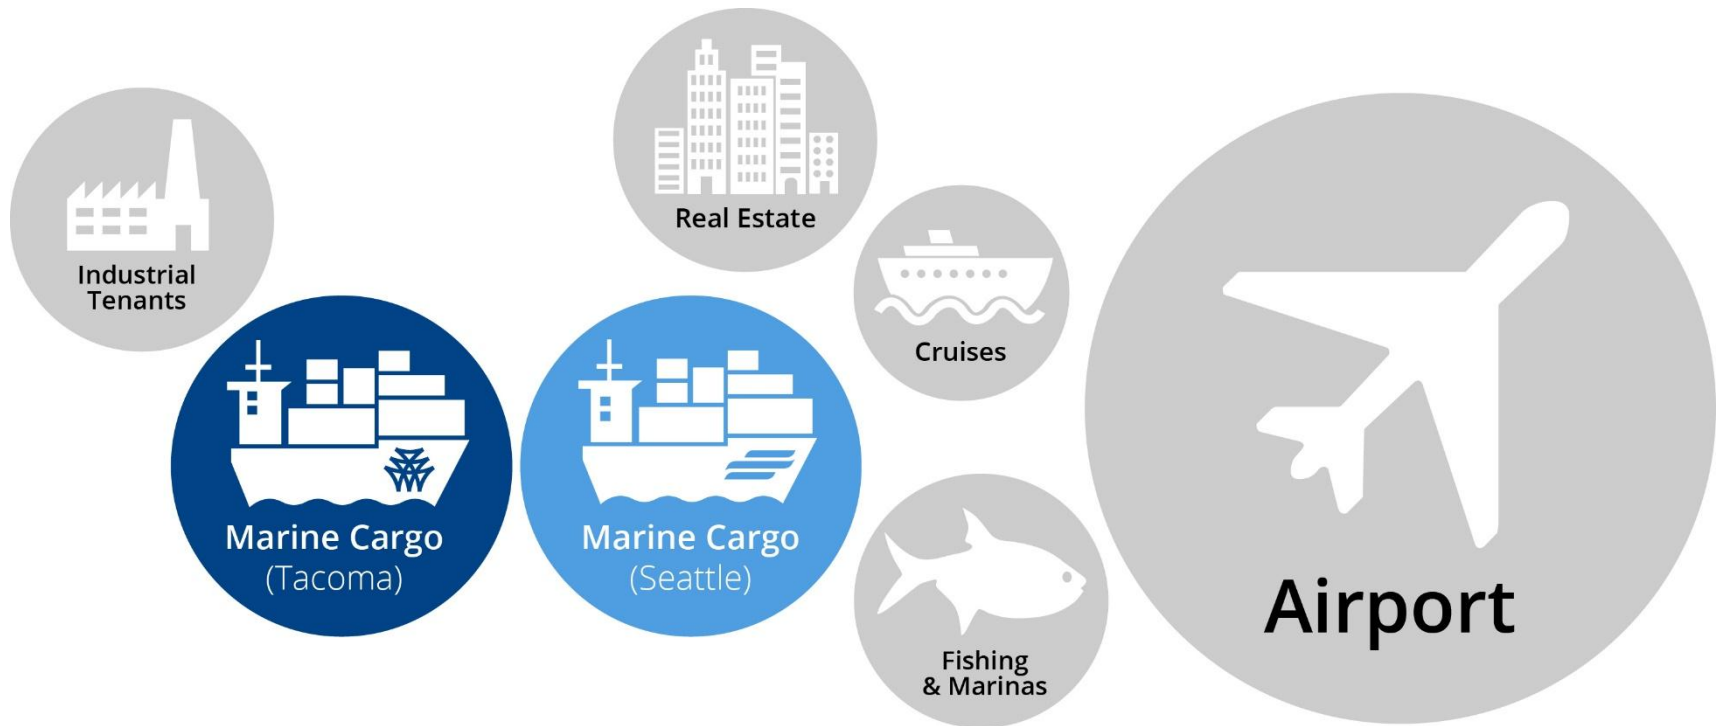 Industrial
Tenants
Marine Cargo
(Tacoma)
Real Estate
Marine Cargo
(Seattle)
Cruises
Fishing
& Marinas
Airport